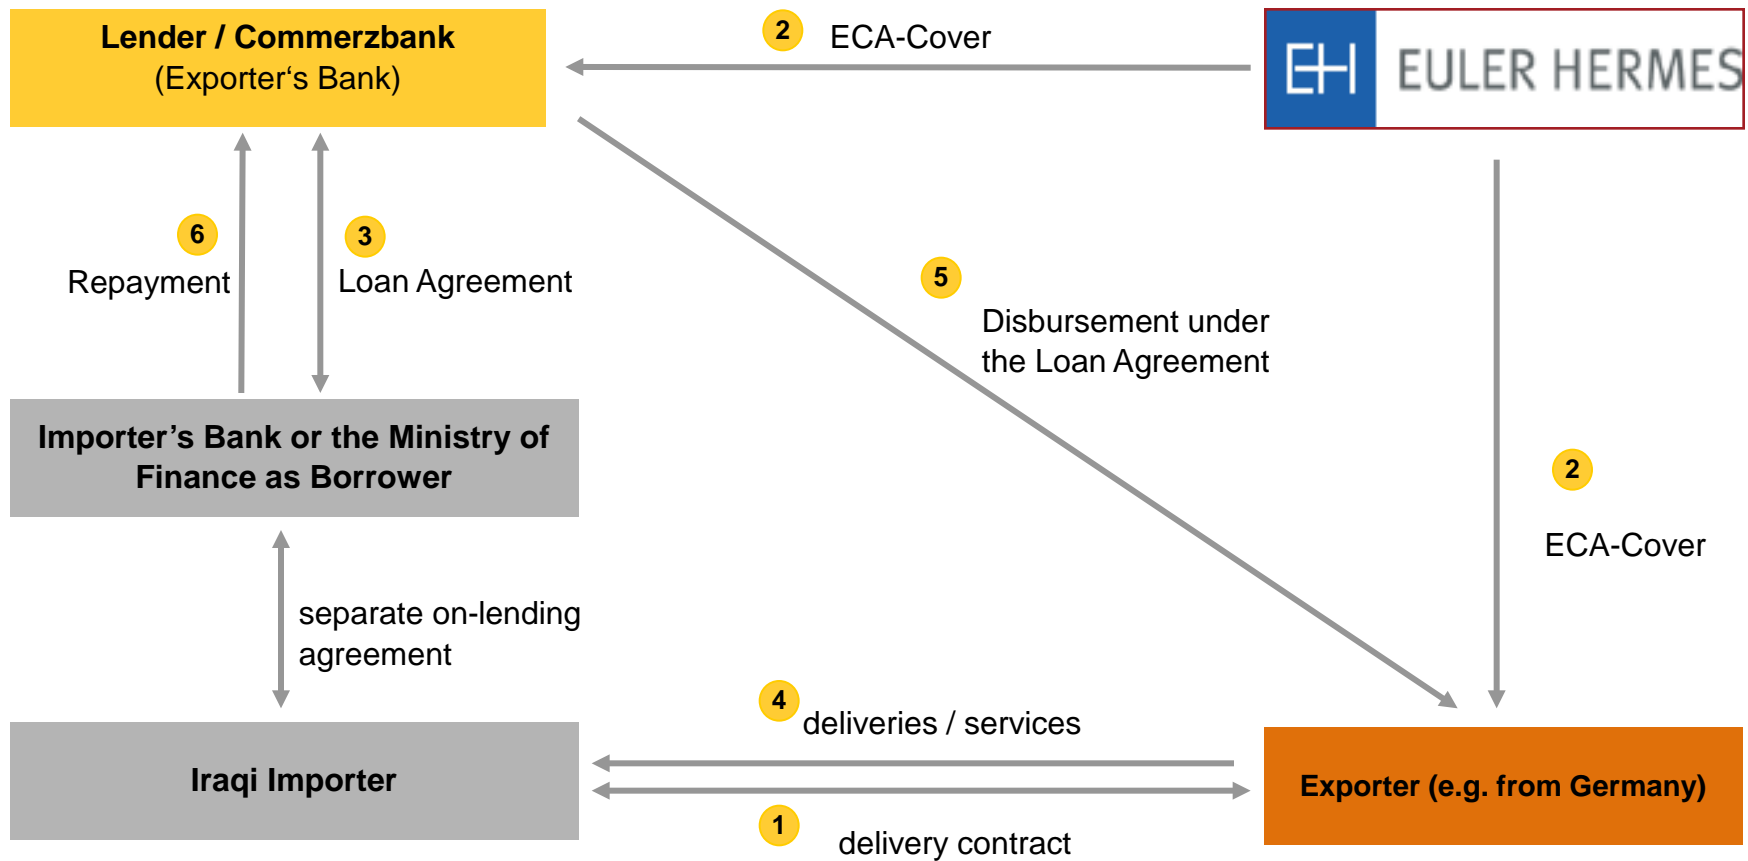 Lender / Commerzbank
(Exporter‘s Bank)
2
ECA-Cover
EH EULER HERMES
6
Repayment
3
Loan Agreement
5
Disbursement under
the Loan Agreement
Importer’s Bank or the Ministry of
Finance as Borrower
2
ECA-Cover
separate on-lending
agreement
4
deliveries / services
Iraqi Importer
Exporter (e.g. from Germany)
1
delivery contract